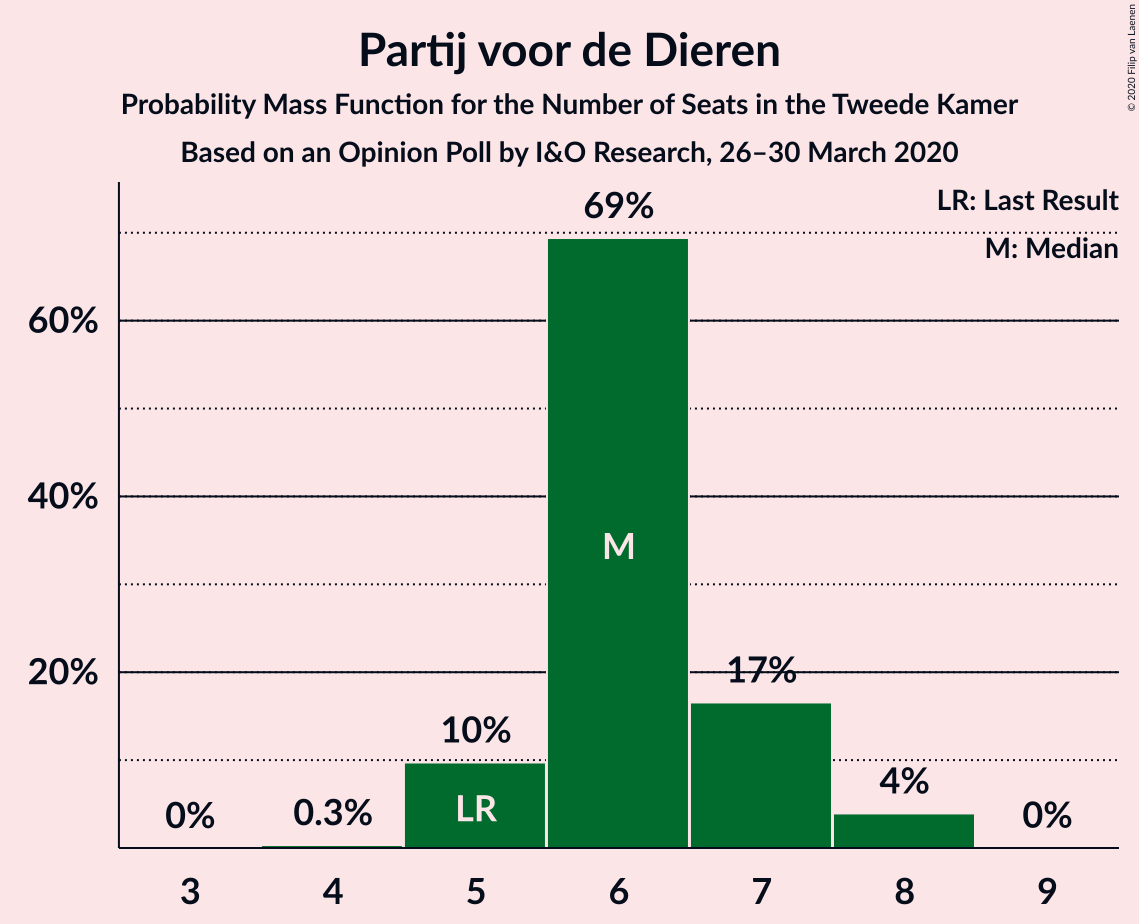 Partij voor de Dieren
Probability Mass Function for the Number of Seats in the Tweede Kamer
Based on an Opinion Poll by I&O Research, 26–30 March 2020
© 2020 Filip van Laenen
LR: Last Result
M: Median
69%
60%
40%
M
20%
17%
10%
4%
LR
0%
0.3%
0%
3 4 5 6 7 8 9